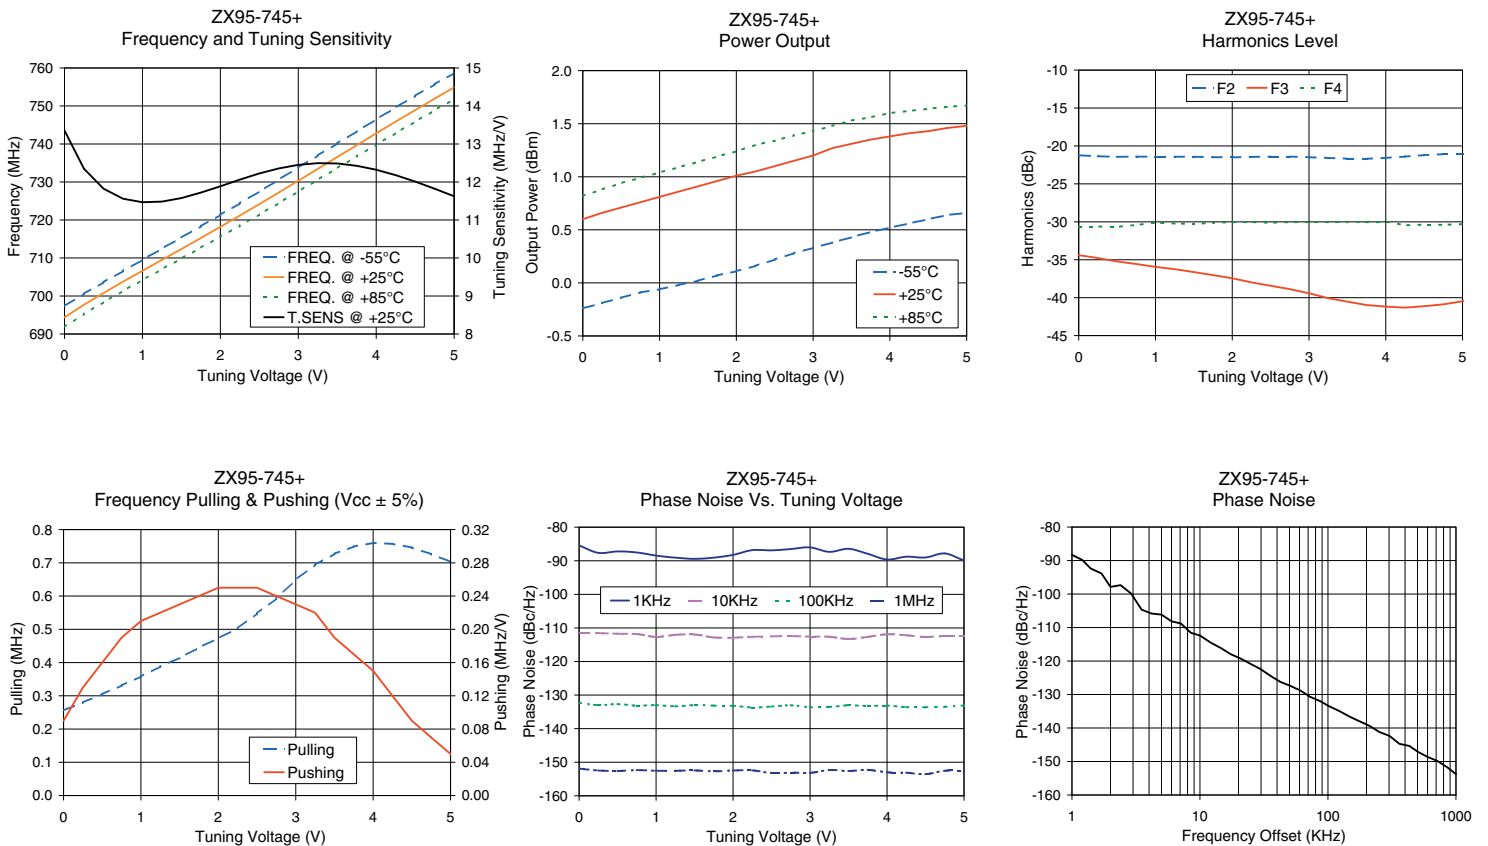 ZX95-745+
Frequency and Tuning Sensitivity
760
750
740
730
720
710
700
690
Frequency (MHz)
15
14
13
12
11
10
9
8
Tuning Sensitivity (MHz/V)
FREQ. @ -55°C
FREQ. @ +25°C
FREQ. @ +85°C
T.SENS @ +25°C
0 1 2 3 4 5
Tuning Voltage (V)
ZX95-745+
Power Output
2.0
1.5
1.0
0.5
0.0
-0.5
Output Power (dBm)
-55°C
+25°C
+85°C
0 1 2 3 4 5
Tuning Voltage (V)
ZX95-745+
Harmonics Level
-10
-15
-20
-25
-30
-35
-40
-45
Harmonics (dBc)
F2 F3 F4
0 1 2 3 4 5
Tuning Voltage (V)
ZX95-745+
Frequency Pulling & Pushing (Vcc ± 5%)
0.8
0.7
0.6
0.5
0.4
0.3
0.2
0.1
0.0
Pulling (MHz)
0.32
0.28
0.24
0.20
0.16
0.12
0.08
0.04
0.00
Pushing (MHz/V)
Pulling
Pushing
0 1 2 3 4 5
Tuning Voltage (V)
ZX95-745+
Phase Noise Vs. Tuning Voltage
-80
-90
-100
-110
-120
-130
-140
-150
-160
Phase Noise (dBc/Hz)
1KHz 10KHz 100KHz 1MHz
0 1 2 3 4 5
Tuning Voltage (V)
ZX95-745+
Phase Noise
-80
-90
-100
-110
-120
-130
-140
-150
-160
Phase Noise (dBc/Hz)
1 10 100 1000
Frequency Offset (KHz)